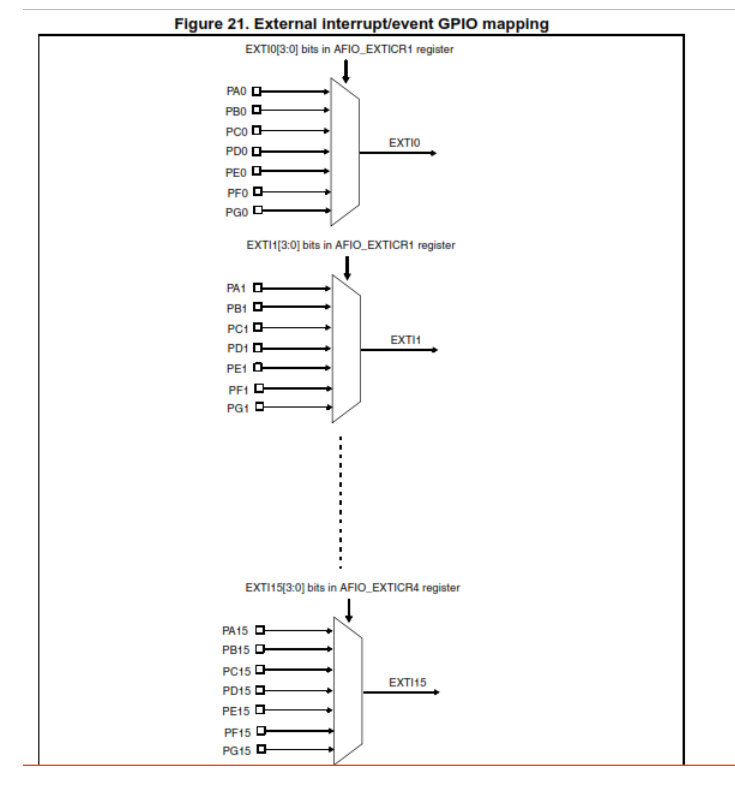 Figure 21. External interrupt/event GPIO mapping
EXTI0[3:0] bits in AFIO_EXTICR1 register
PA0
PB0
PC0
PD0
PE0
PF0
PG0
EXTI0
EXTI1[3:0] bits in AFIO_EXTICR1 register
PA1
PB1
PC1
PD1
PE1
PF1
PG1
EXTI1
EXTI15[3:0] bits in AFIO_EXTICR4 register
PA15
PB15
PC15
PD15
PE15
PF15
PG15
EXTI15